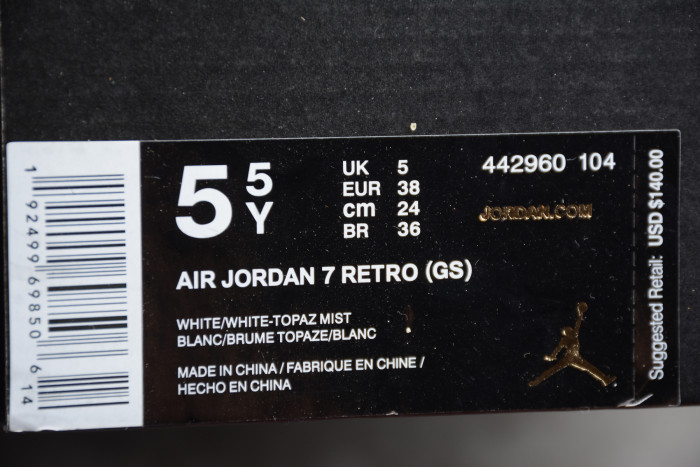 1 92499 69850 6 14
5 5
Y
UK 5
EUR 38
cm 24
BR 36
442960 104
JORDAN.COM
AIR JORDAN 7 RETRO (GS)
WHITE/WHITE-TOPAZ MIST
BLANC/BRUME TOPAZE/BLANC
MADE IN CHINA / FABRIQUE EN CHINE /
HECHO EN CHINA
Suggested Retail: USD $140.00